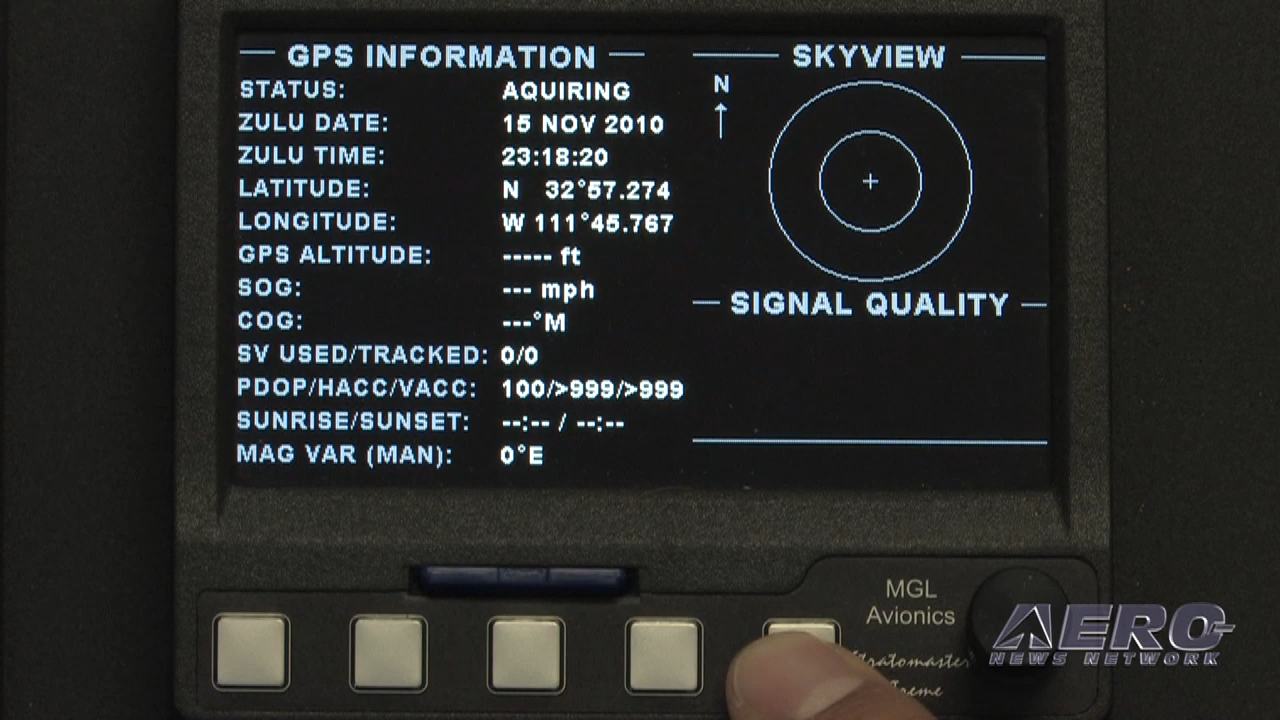 GPS INFORMATION
STATUS: AQUIRING
ZULU DATE: 15 NOV 2010
ZULU TIME: 23:18:20
LATITUDE: N 32°57.274
LONGITUDE: W 111°45.767
GPS ALTITUDE: ----- ft
SOG: --- mph
COG: ---°M
SV USED/TRACKED: 0/0
PDOP/HACC/VACC: 100/>999/>999
SUNRISE/SUNSET: --:-- / --:--
MAG VAR (MAN): 0°E
SKYVIEW
N
SIGNAL QUALITY
MGL
Avionics
AERO
NEWS NETWORK